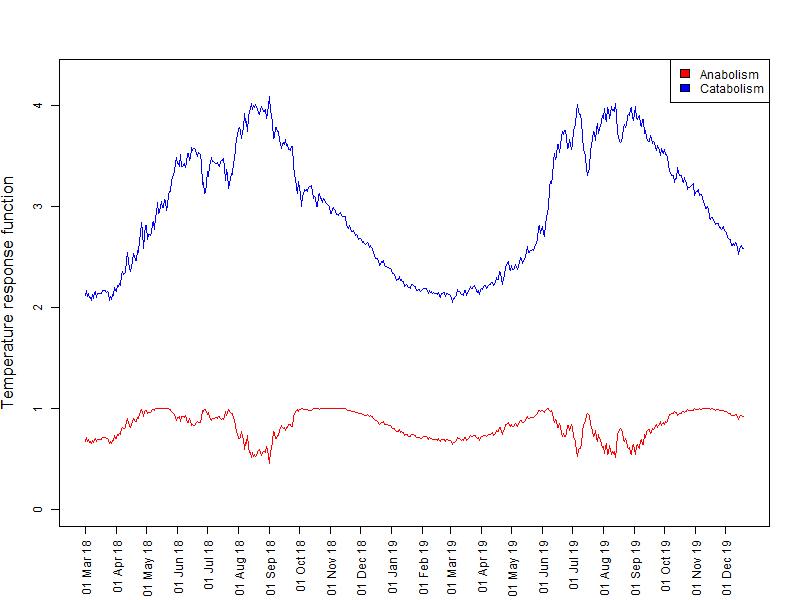 Anabolism
Catabolism
Temperature response function
4
3
2
1
0
01 Mar 18
01 Apr 18
01 May 18
01 Jun 18
01 Jul 18
01 Aug 18
01 Sep 18
01 Oct 18
01 Nov 18
01 Dec 18
01 Jan 19
01 Feb 19
01 Mar 19
01 Apr 19
01 May 19
01 Jun 19
01 Jul 19
01 Aug 19
01 Sep 19
01 Oct 19
01 Nov 19
01 Dec 19